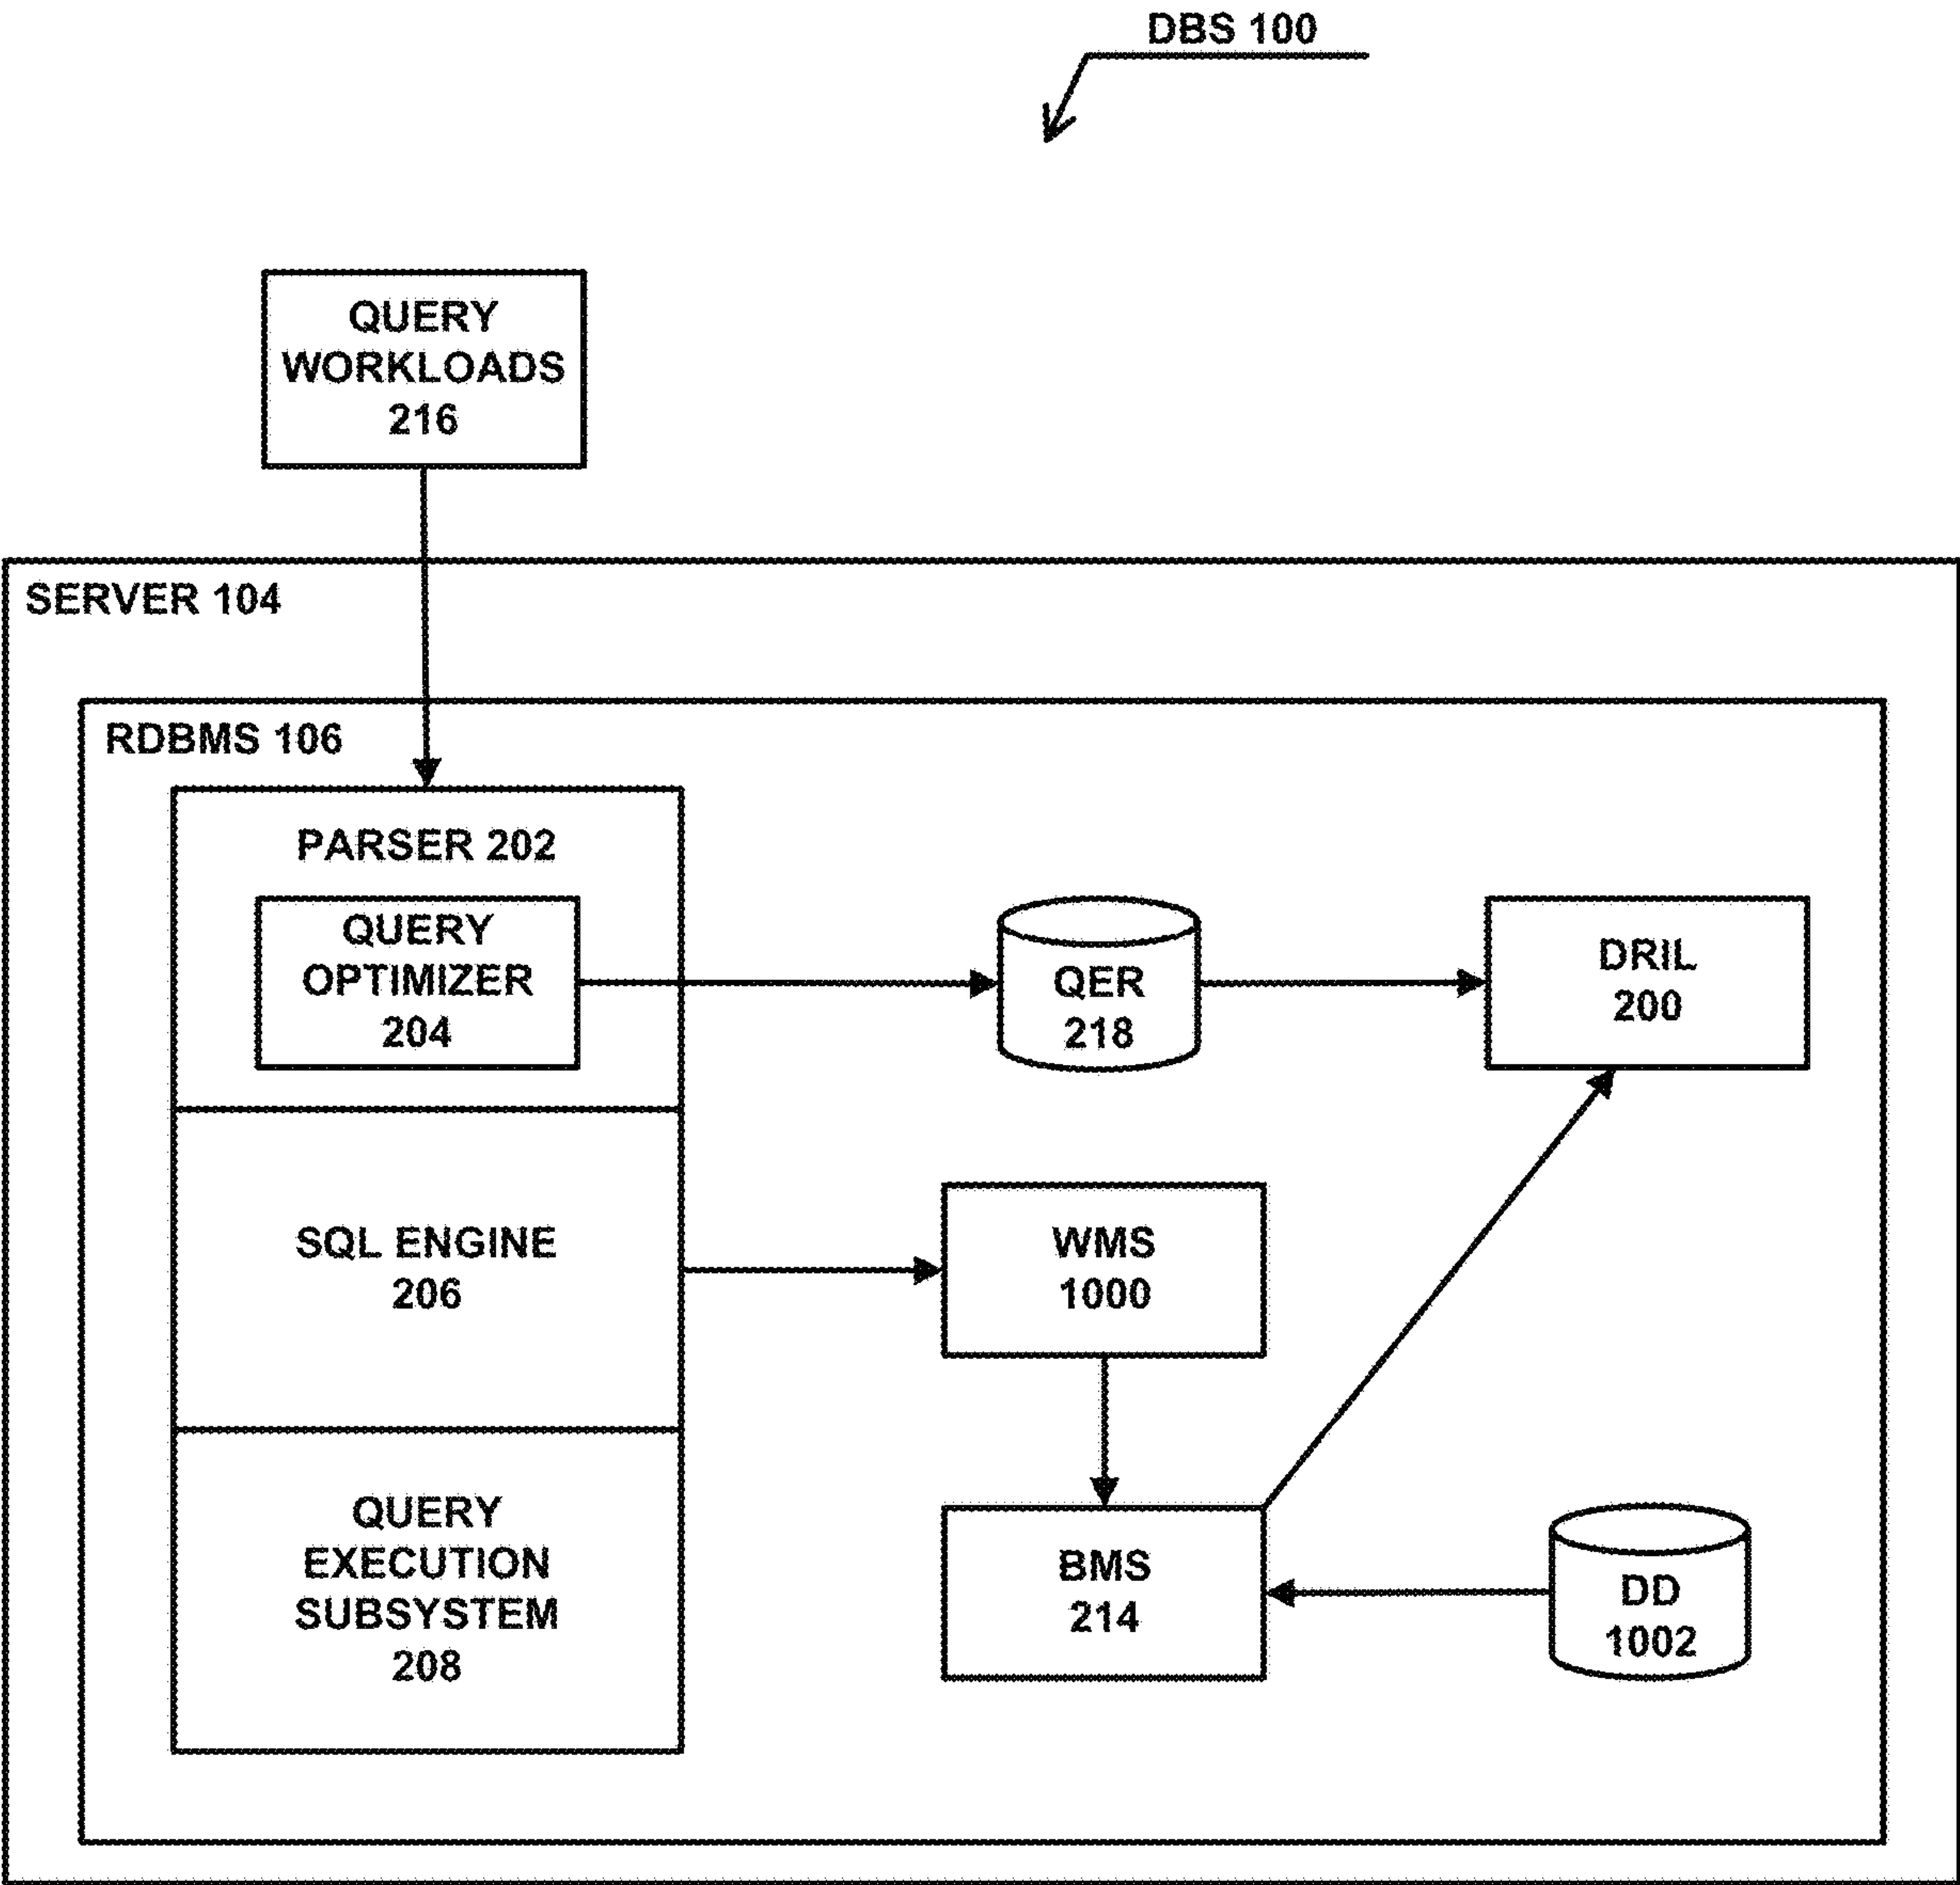 DBS 100
QUERY
WORKLOADS
216
SERVER 104
RDBMS 106
PARSER 202
QUERY
OPTIMIZER
204
QER
218
DRIL
200
SQL ENGINE
206
WMS
1000
QUERY
EXECUTION
SUBSYSTEM
208
BMS
214
DD
1002